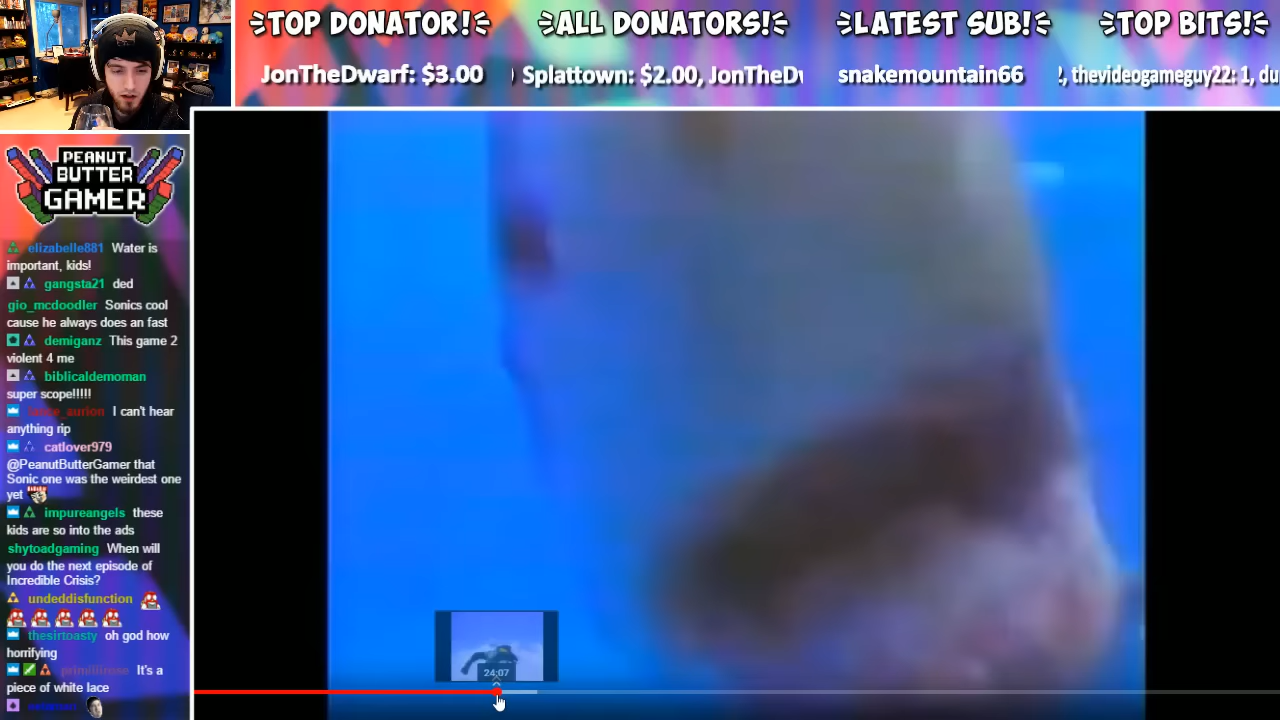 TOP DONATOR!
ALL DONATORS!
LATEST SUB!
TOP BITS!
JonTheDwarf: $3.00
) Splattown: $2.00, JonTheDw
snakemountain66
2, thevideogameguy22: 1, du
PEANUT
BUTTER
GAMER
elizabelle881 Water is
important, kids!
gangsta21 ded
gio_mcdoodler Sonics cool
cause he always does an fast
demiganz This game 2
violent 4 me
biblicaldemoman
super scope!!!!!
I can't hear
anything rip
catlover979
@PeanutButterGamer that
Sonic one was the weirdest one
yet
impureangels these
kids are so into the ads
shytoadgaming When will
you do the next episode of
Incredible Crisis?
undeddisfunction
thesirtoasty oh god how
horrifying
It's a
piece of white lace
24:07